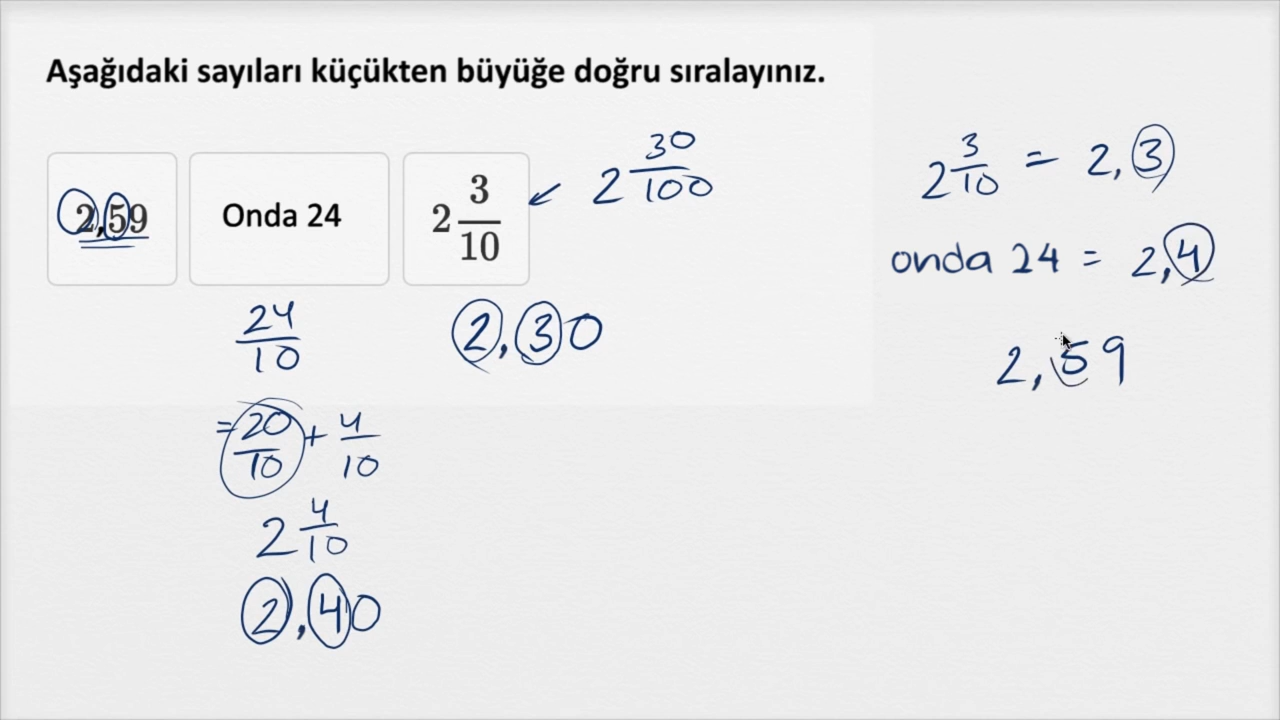 Aşağıdaki sayıları küçükten büyüğe doğru sıralayınız.
2,59
Onda 24
2 3/10
2 30/100
24/10
= 20/10 + 4/10
2 4/10
2,40
2,30
2 3/10 = 2,3
onda 24 = 2,4
2,59